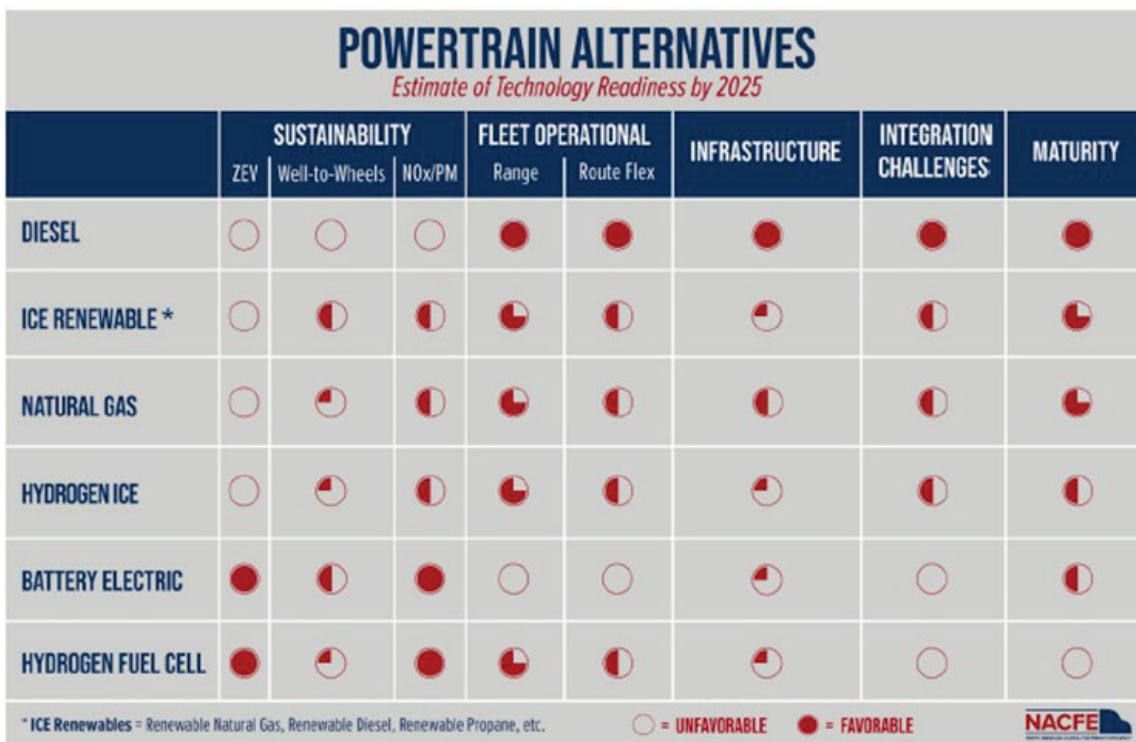 POWERTRAIN ALTERNATIVES
Estimate of Technology Readiness by 2025
SUSTAINABILITY
FLEET OPERATIONAL
INFRASTRUCTURE
INTEGRATION CHALLENGES
MATURITY
ZEV
Well-to-Wheels
NOx/PM
Range
Route Flex
DIESEL
ICE RENEWABLE *
NATURAL GAS
HYDROGEN ICE
BATTERY ELECTRIC
HYDROGEN FUEL CELL
* ICE Renewables = Renewable Natural Gas, Renewable Diesel, Renewable Propane, etc.
= UNFAVORABLE
= FAVORABLE
NACFE